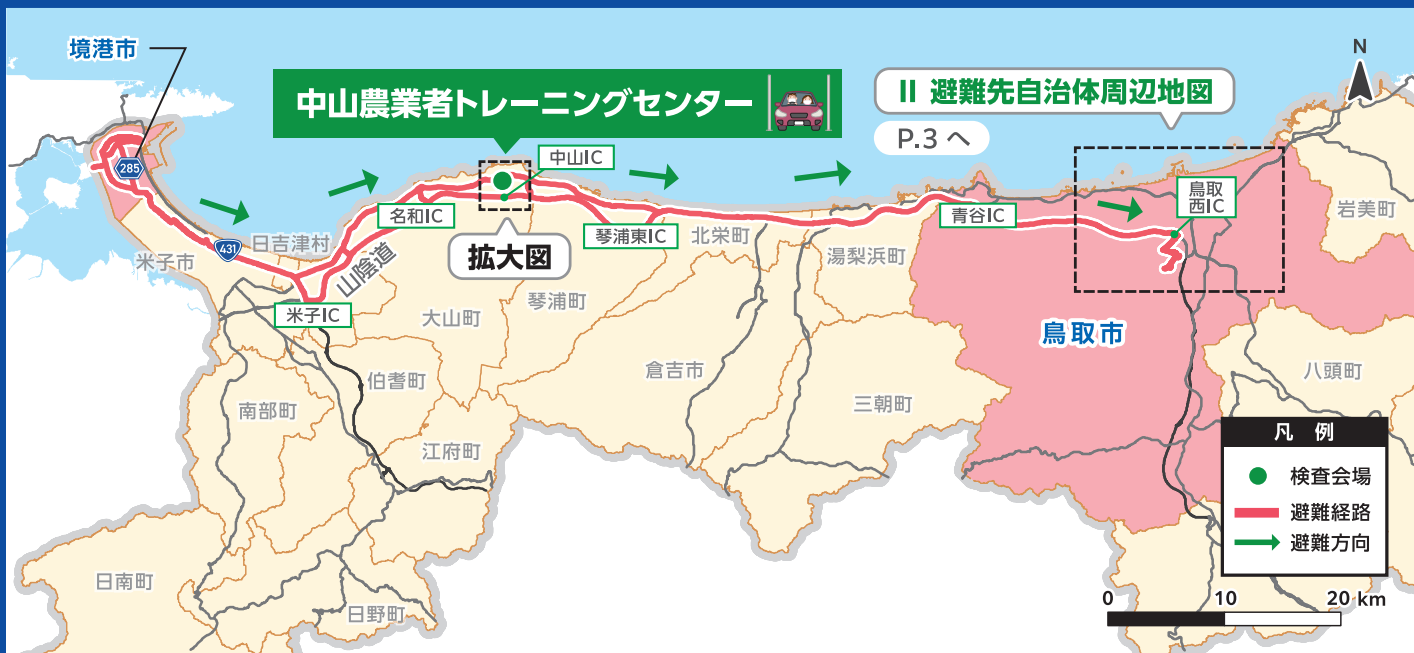 境港市
中山農業者トレーニングセンター
II 避難先自治体周辺地図
P.3 へ
N
285
中山IC
鳥取
西IC
岩美町
431
日吉津村
名和IC
青谷IC
米子市
山陰道
拡大図
琴浦東IC
北栄町
湯梨浜町
米子IC
大山町
琴浦町
鳥取市
伯耆町
倉吉市
八頭町
南部町
三朝町
江府町
凡 例
検査会場
避難経路
避難方向
日南町
日野町
0 10 20 km